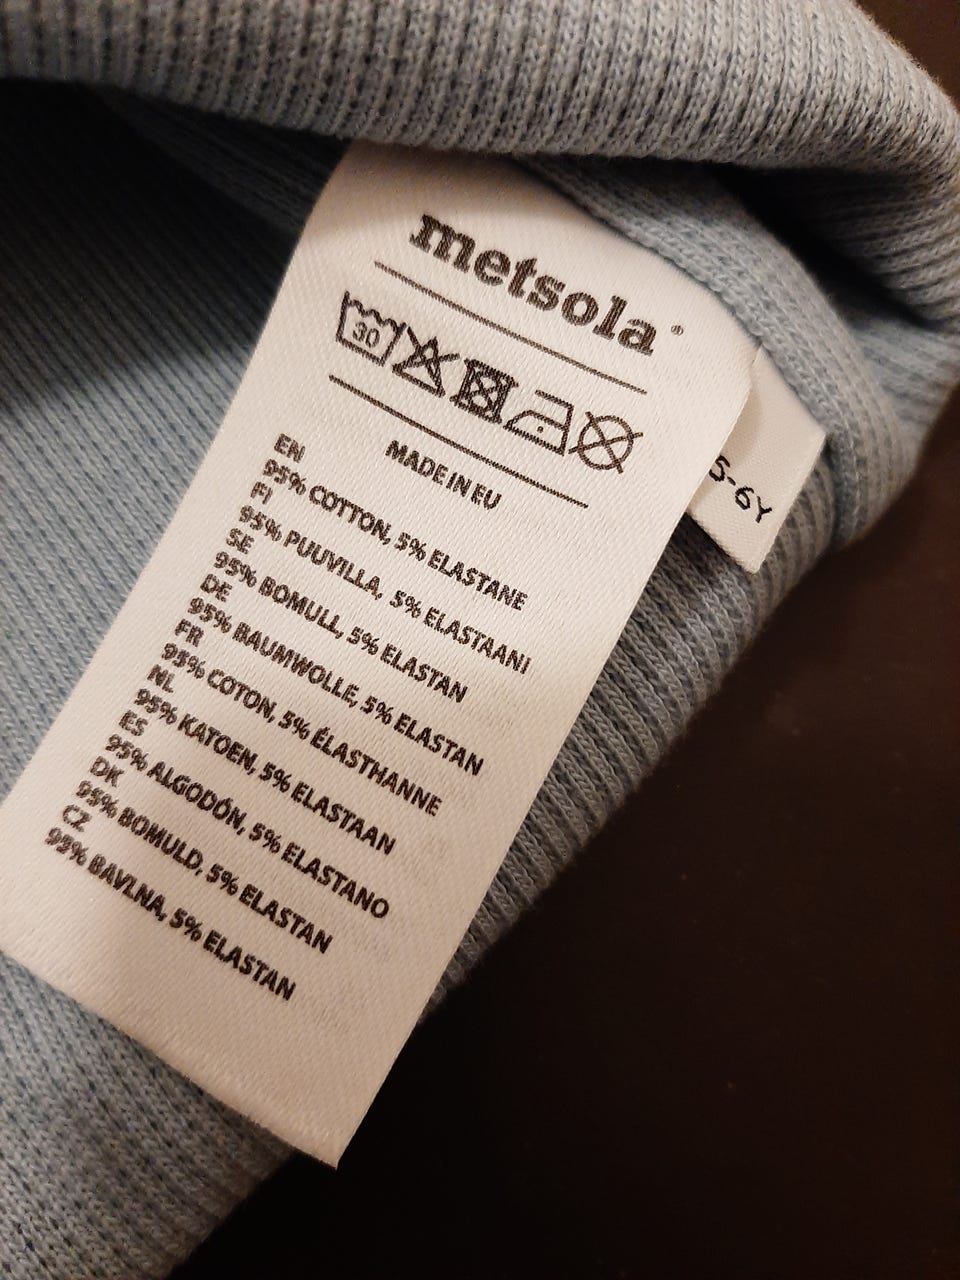 metsola
30
MADE IN EU
EN
95% COTTON, 5% ELASTANE
FI
95% PUUVILLA, 5% ELASTAANI
SE
95% BOMULL, 5% ELASTAN
DE
95% BAUMWOLLE, 5% ELASTAN
FR
95% COTON, 5% ÉLASTHANNE
NL
95% KATOEN, 5% ELASTAAN
ES
95% ALGODÓN, 5% ELASTANO
DK
95% BOMULD, 5% ELASTAN
CZ
95% BAVLNA, 5% ELASTAN
5-6Y